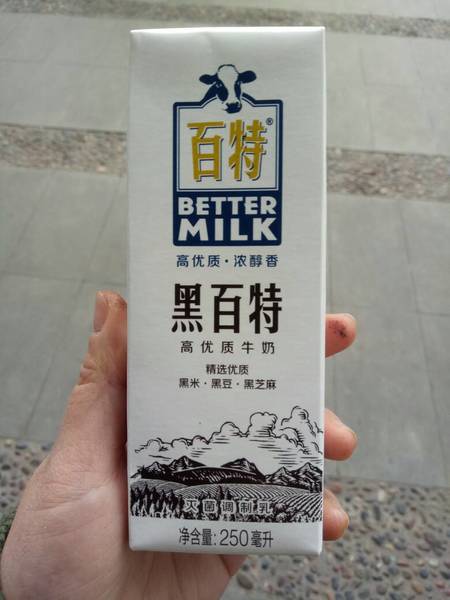 百特®
BETTER
MILK
高优质·浓醇香
黑百特
高优质牛奶
精选优质
黑米·黑豆·黑芝麻
灭菌调制乳
净含量:250毫升